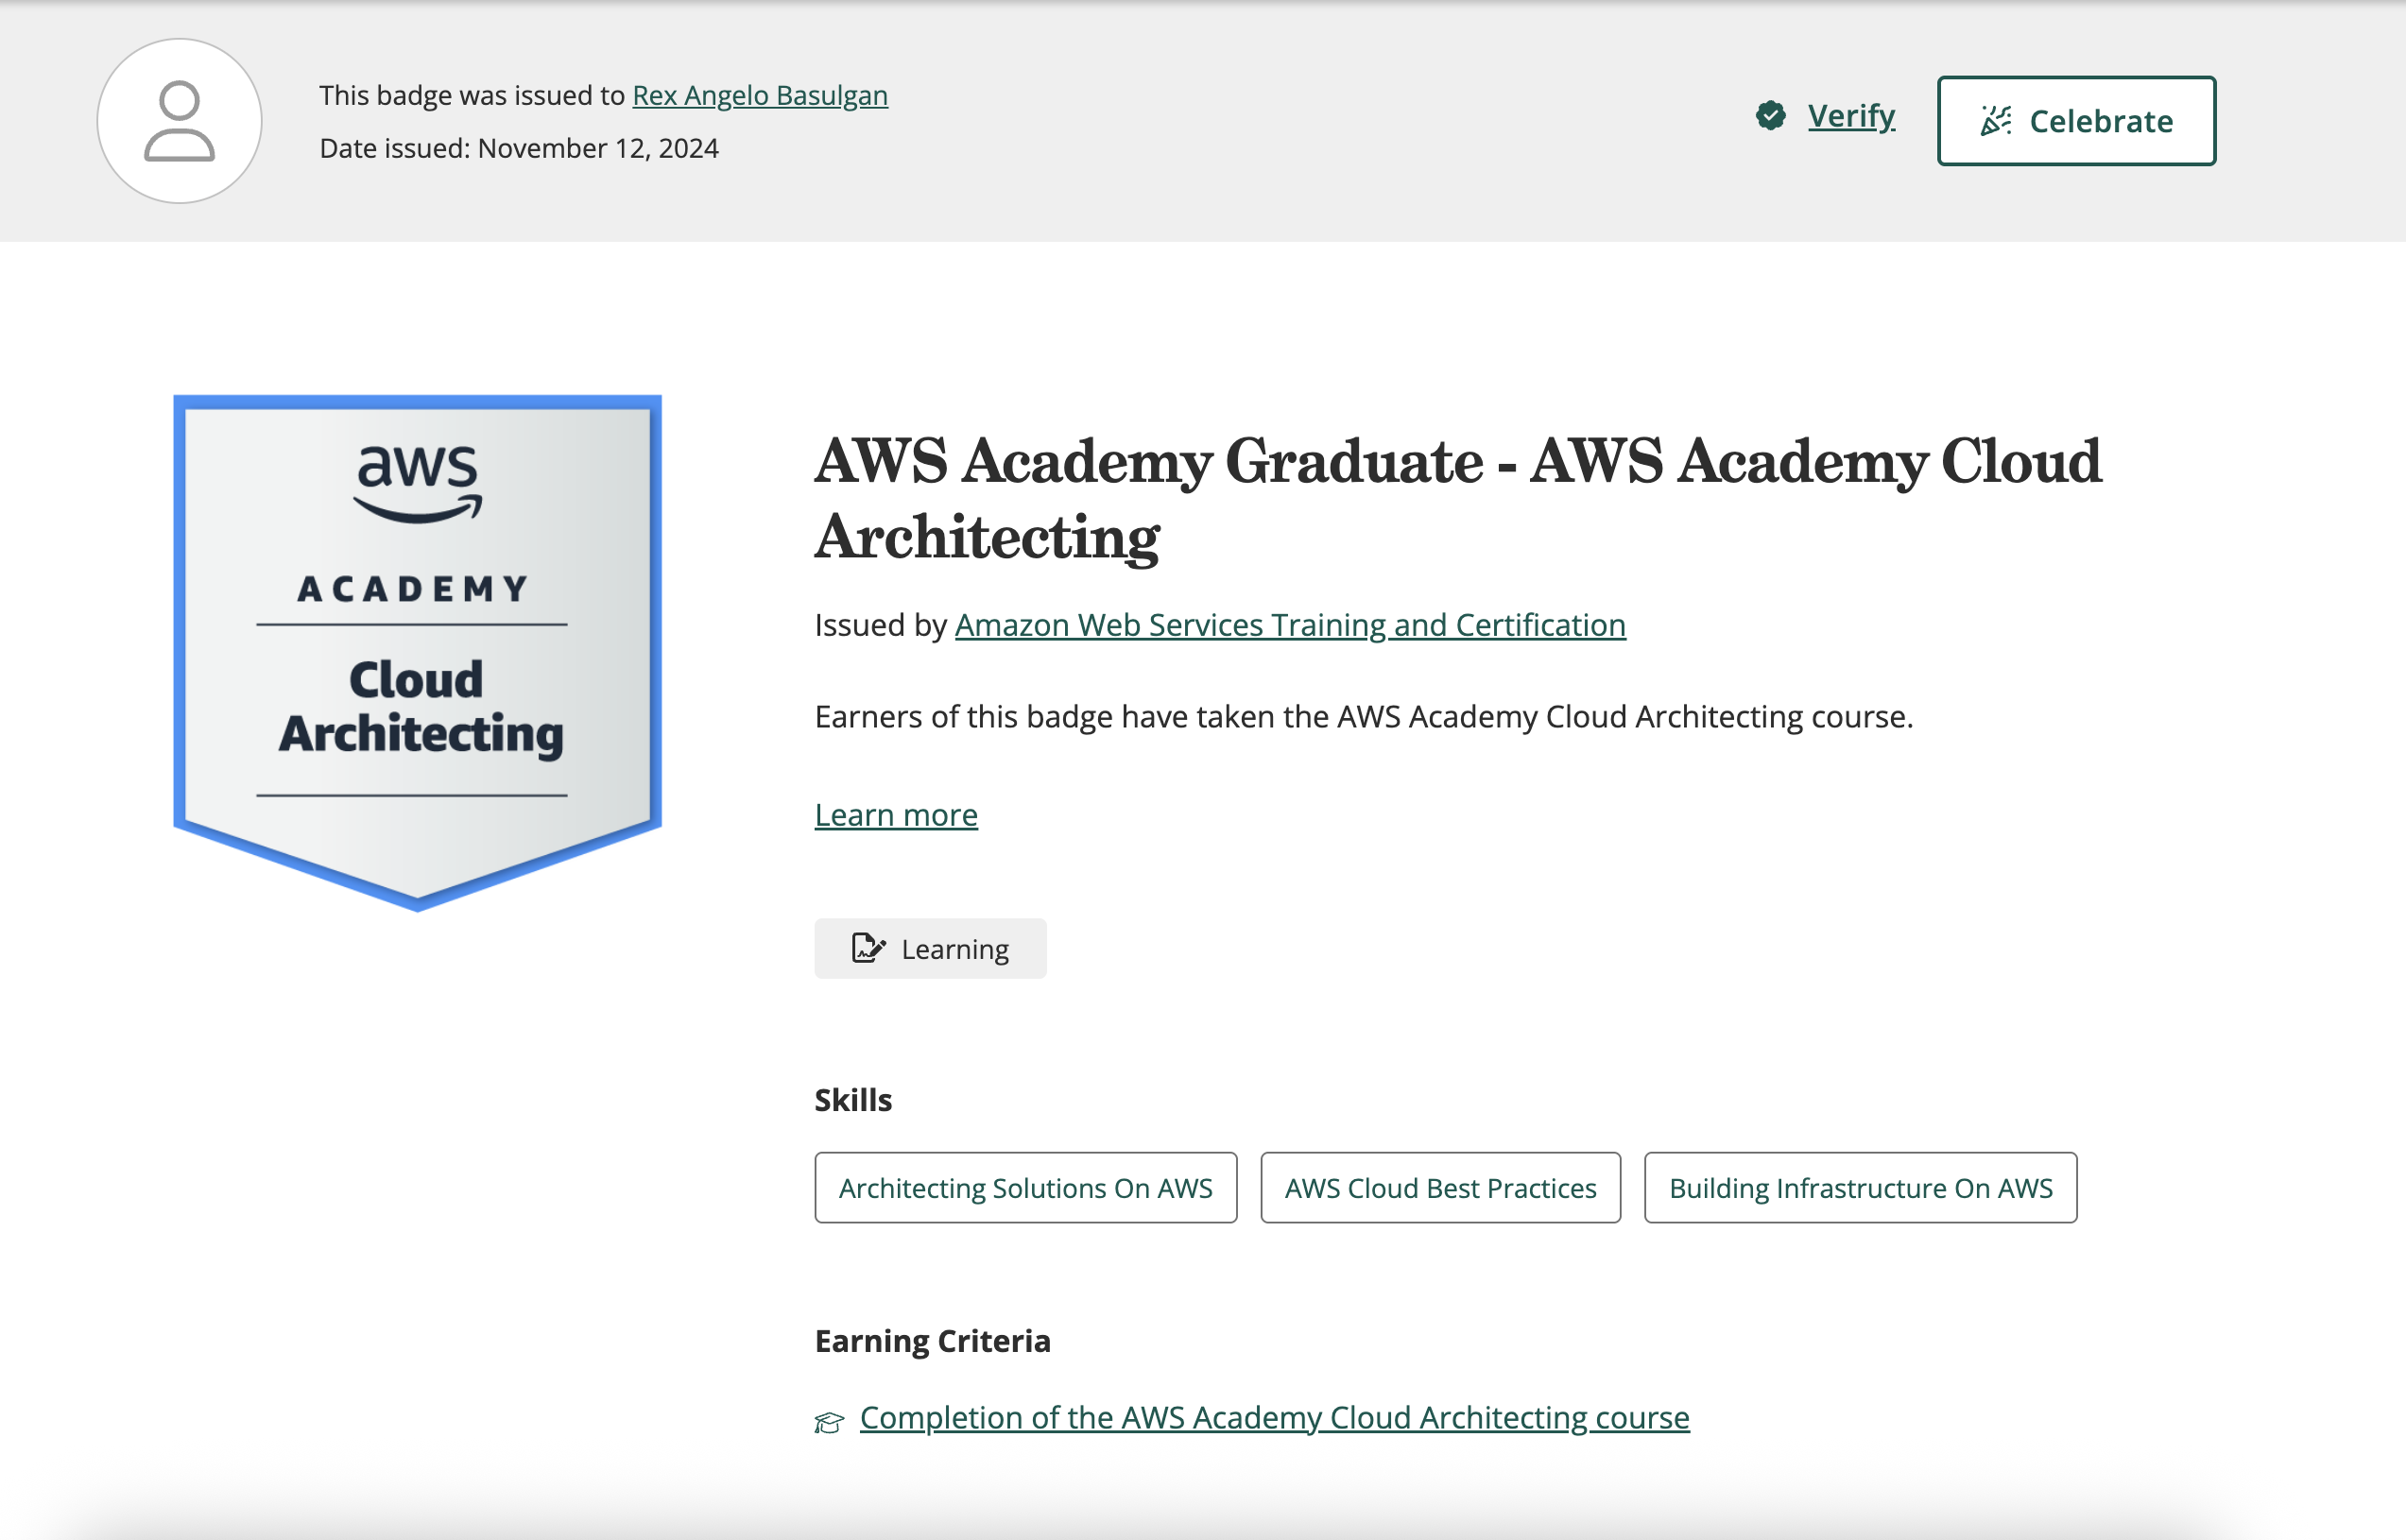 This badge was issued to Rex Angelo Basulgan
Date issued: November 12, 2024
Verify
Celebrate
aws
ACADEMY
Cloud
Architecting
AWS Academy Graduate - AWS Academy Cloud
Architecting
Issued by Amazon Web Services Training and Certification
Earners of this badge have taken the AWS Academy Cloud Architecting course.
Learn more
Learning
Skills
Architecting Solutions On AWS
AWS Cloud Best Practices
Building Infrastructure On AWS
Earning Criteria
Completion of the AWS Academy Cloud Architecting course